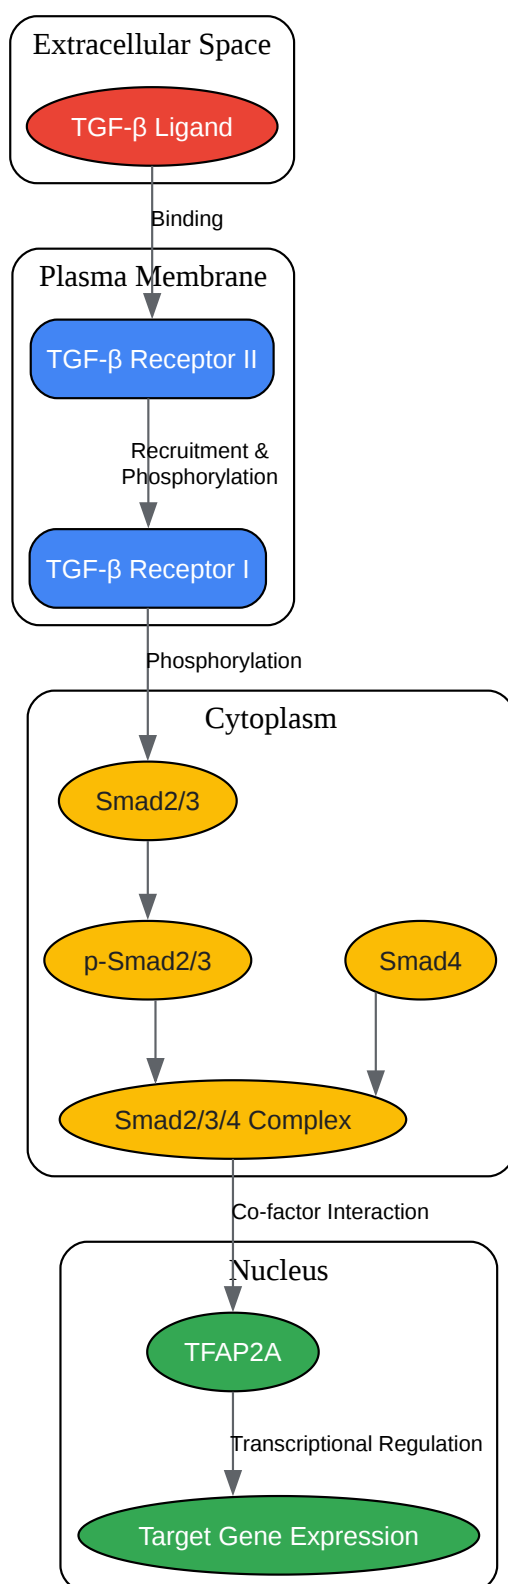 Extracellular Space
TGF-β Ligand
Binding
Plasma Membrane
TGF-β Receptor II
Recruitment &
Phosphorylation
TGF-β Receptor I
Phosphorylation
Cytoplasm
Smad2/3
p-Smad2/3
Smad4
Smad2/3/4 Complex
Co-factor Interaction
Nucleus
TFAP2A
Transcriptional Regulation
Target Gene Expression